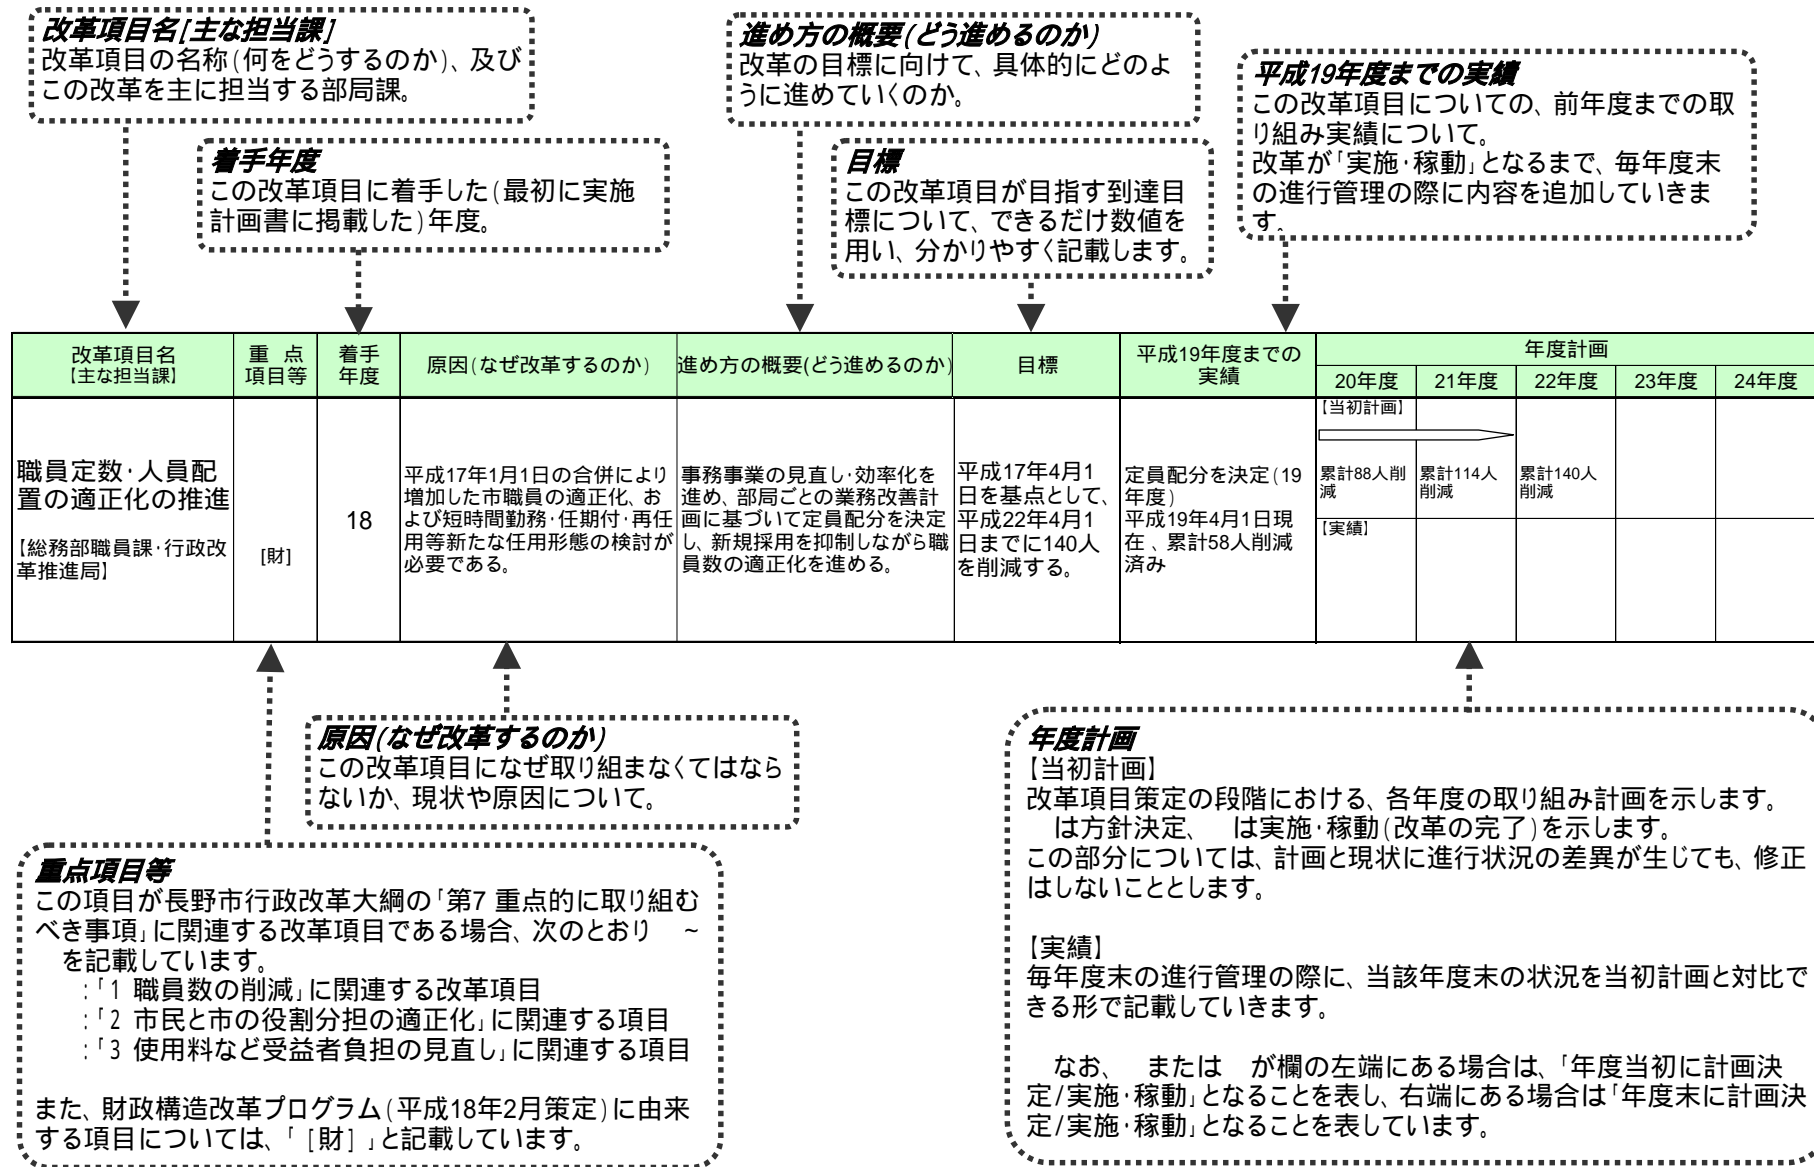 改革項目名[主な担当課]
改革項目の名称(何をどうするのか)、及び
この改革を主に担当する部局課。
進め方の概要(どう進めるのか)
改革の目標に向けて、具体的にどのよ
うに進めていくのか。
平成19年度までの実績
この改革項目についての、前年度までの取
り組み実績について。
改革が「実施・稼動」となるまで、毎年度末
の進行管理の際に内容を追加していきま
す。
着手年度
この改革項目に着手した(最初に実施
計画書に掲載した)年度。
目標
この改革項目が目指す到達目
標について、できるだけ数値を
用い、分かりやすく記載します。
改革項目名
【主な担当課】
重 点
項目等
着手
年度
原因(なぜ改革するのか)
進め方の概要(どう進めるのか)
目標
平成19年度までの
実績
年度計画
20年度
21年度
22年度
23年度
24年度
職員定数・人員配
置の適正化の推進
【総務部職員課・行政改
革推進局】
[財]
18
平成17年1月1日の合併により
増加した市職員の適正化、お
よび短時間勤務・任期付・再任
用等新たな任用形態の検討が
必要である。
事務事業の見直し・効率化を
進め、部局ごとの業務改善計
画に基づいて定員配分を決定
し、新規採用を抑制しながら職
員数の適正化を進める。
平成17年4月1
日を基点として、
平成22年4月1
日までに140人
を削減する。
定員配分を決定(19
年度)
平成19年4月1日現
在 、累計58人削減
済み
【当初計画】
累計88人削
減
累計114人
削減
累計140人
削減
【実績】
原因(なぜ改革するのか)
この改革項目になぜ取り組まなくてはなら
ないか、現状や原因について。
重点項目等
この項目が長野市行政改革大綱の「第7 重点的に取り組む
べき事項」に関連する改革項目である場合、次のとおり ~
を記載しています。
:「1 職員数の削減」に関連する改革項目
:「2 市民と市の役割分担の適正化」に関連する項目
:「3 使用料など受益者負担の見直し」に関連する項目
また、財政構造改革プログラム(平成18年2月策定)に由来
する項目については、「 [財] 」と記載しています。
年度計画
【当初計画】
改革項目策定の段階における、各年度の取り組み計画を示します。
は方針決定、 は実施・稼動(改革の完了)を示します。
この部分については、計画と現状に進行状況の差異が生じても、修正
はしないこととします。
【実績】
毎年度末の進行管理の際に、当該年度末の状況を当初計画と対比で
きる形で記載していきます。
なお、 または が欄の左端にある場合は、「年度当初に計画決
定/実施・稼動」となることを表し、右端にある場合は「年度末に計画決
定/実施・稼動」となることを表しています。